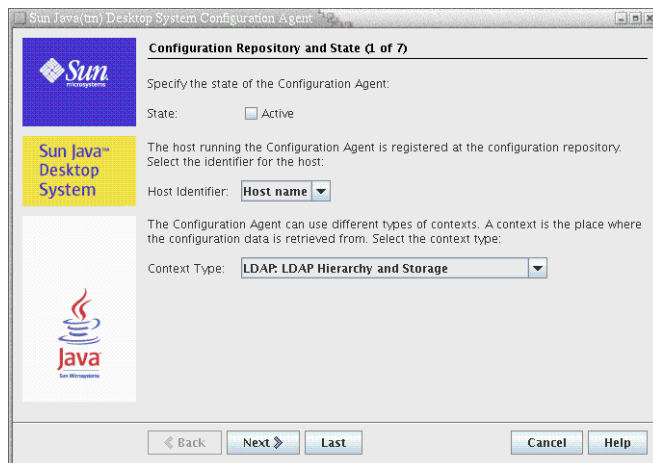 Sun Java(tm) Desktop System Configuration Agent
Sun
microsystems
Sun Java™
Desktop
System
Java
Sun Microsystems
Configuration Repository and State (1 of 7)
Specify the state of the Configuration Agent:
State: Active
The host running the Configuration Agent is registered at the configuration repository.
Select the identifier for the host:
Host Identifier: Host name
The Configuration Agent can use different types of contexts. A context is the place where
the configuration data is retrieved from. Select the context type:
Context Type: LDAP: LDAP Hierarchy and Storage
Back Next Last Cancel Help